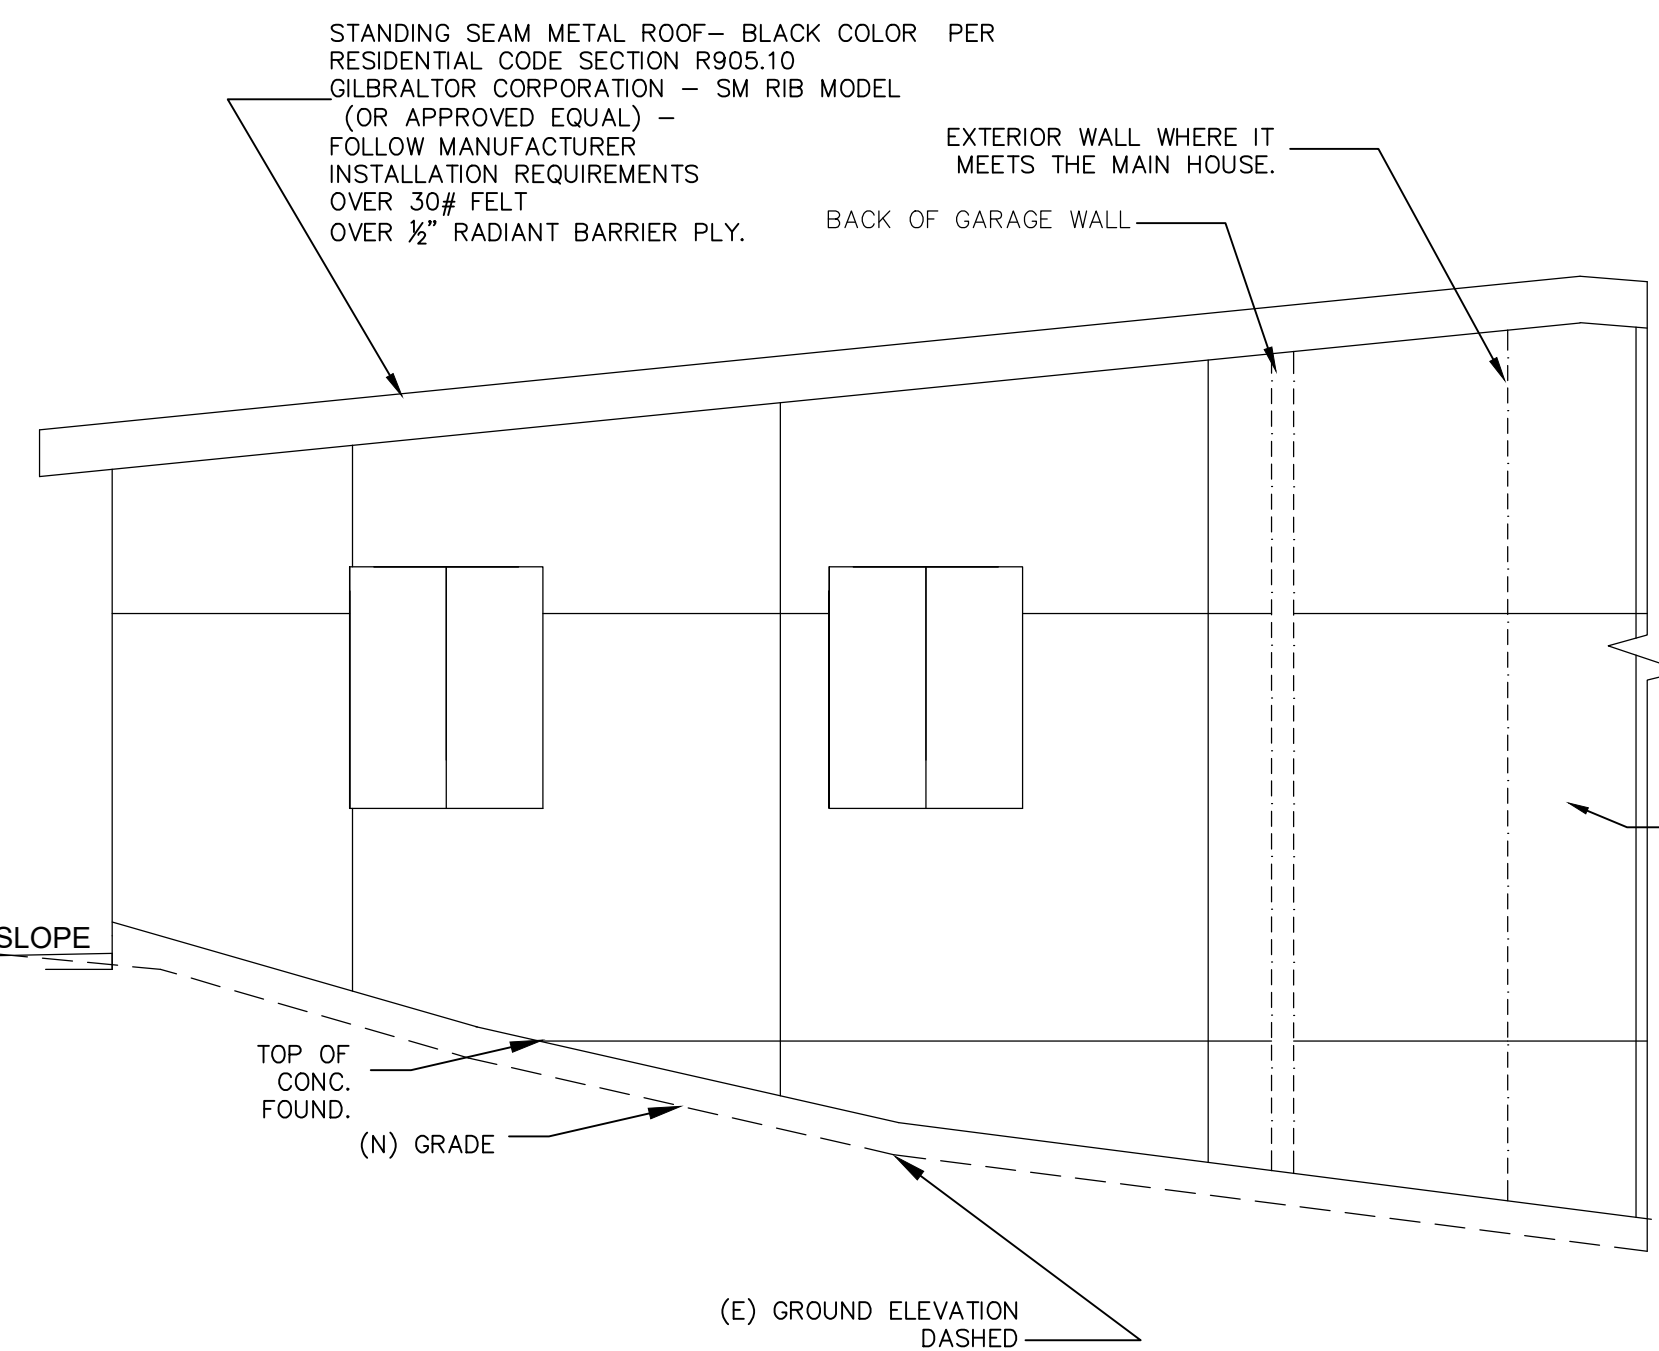 STANDING SEAM METAL ROOF– BLACK COLOR PER
RESIDENTIAL CODE SECTION R905.10
GILBRALTOR CORPORATION – SM RIB MODEL
(OR APPROVED EQUAL) –
FOLLOW MANUFACTURER
INSTALLATION REQUIREMENTS
OVER 30# FELT
OVER ½” RADIANT BARRIER PLY.
EXTERIOR WALL WHERE IT
MEETS THE MAIN HOUSE.
BACK OF GARAGE WALL
SLOPE
TOP OF
CONC.
FOUND.
(N) GRADE
(E) GROUND ELEVATION
DASHED